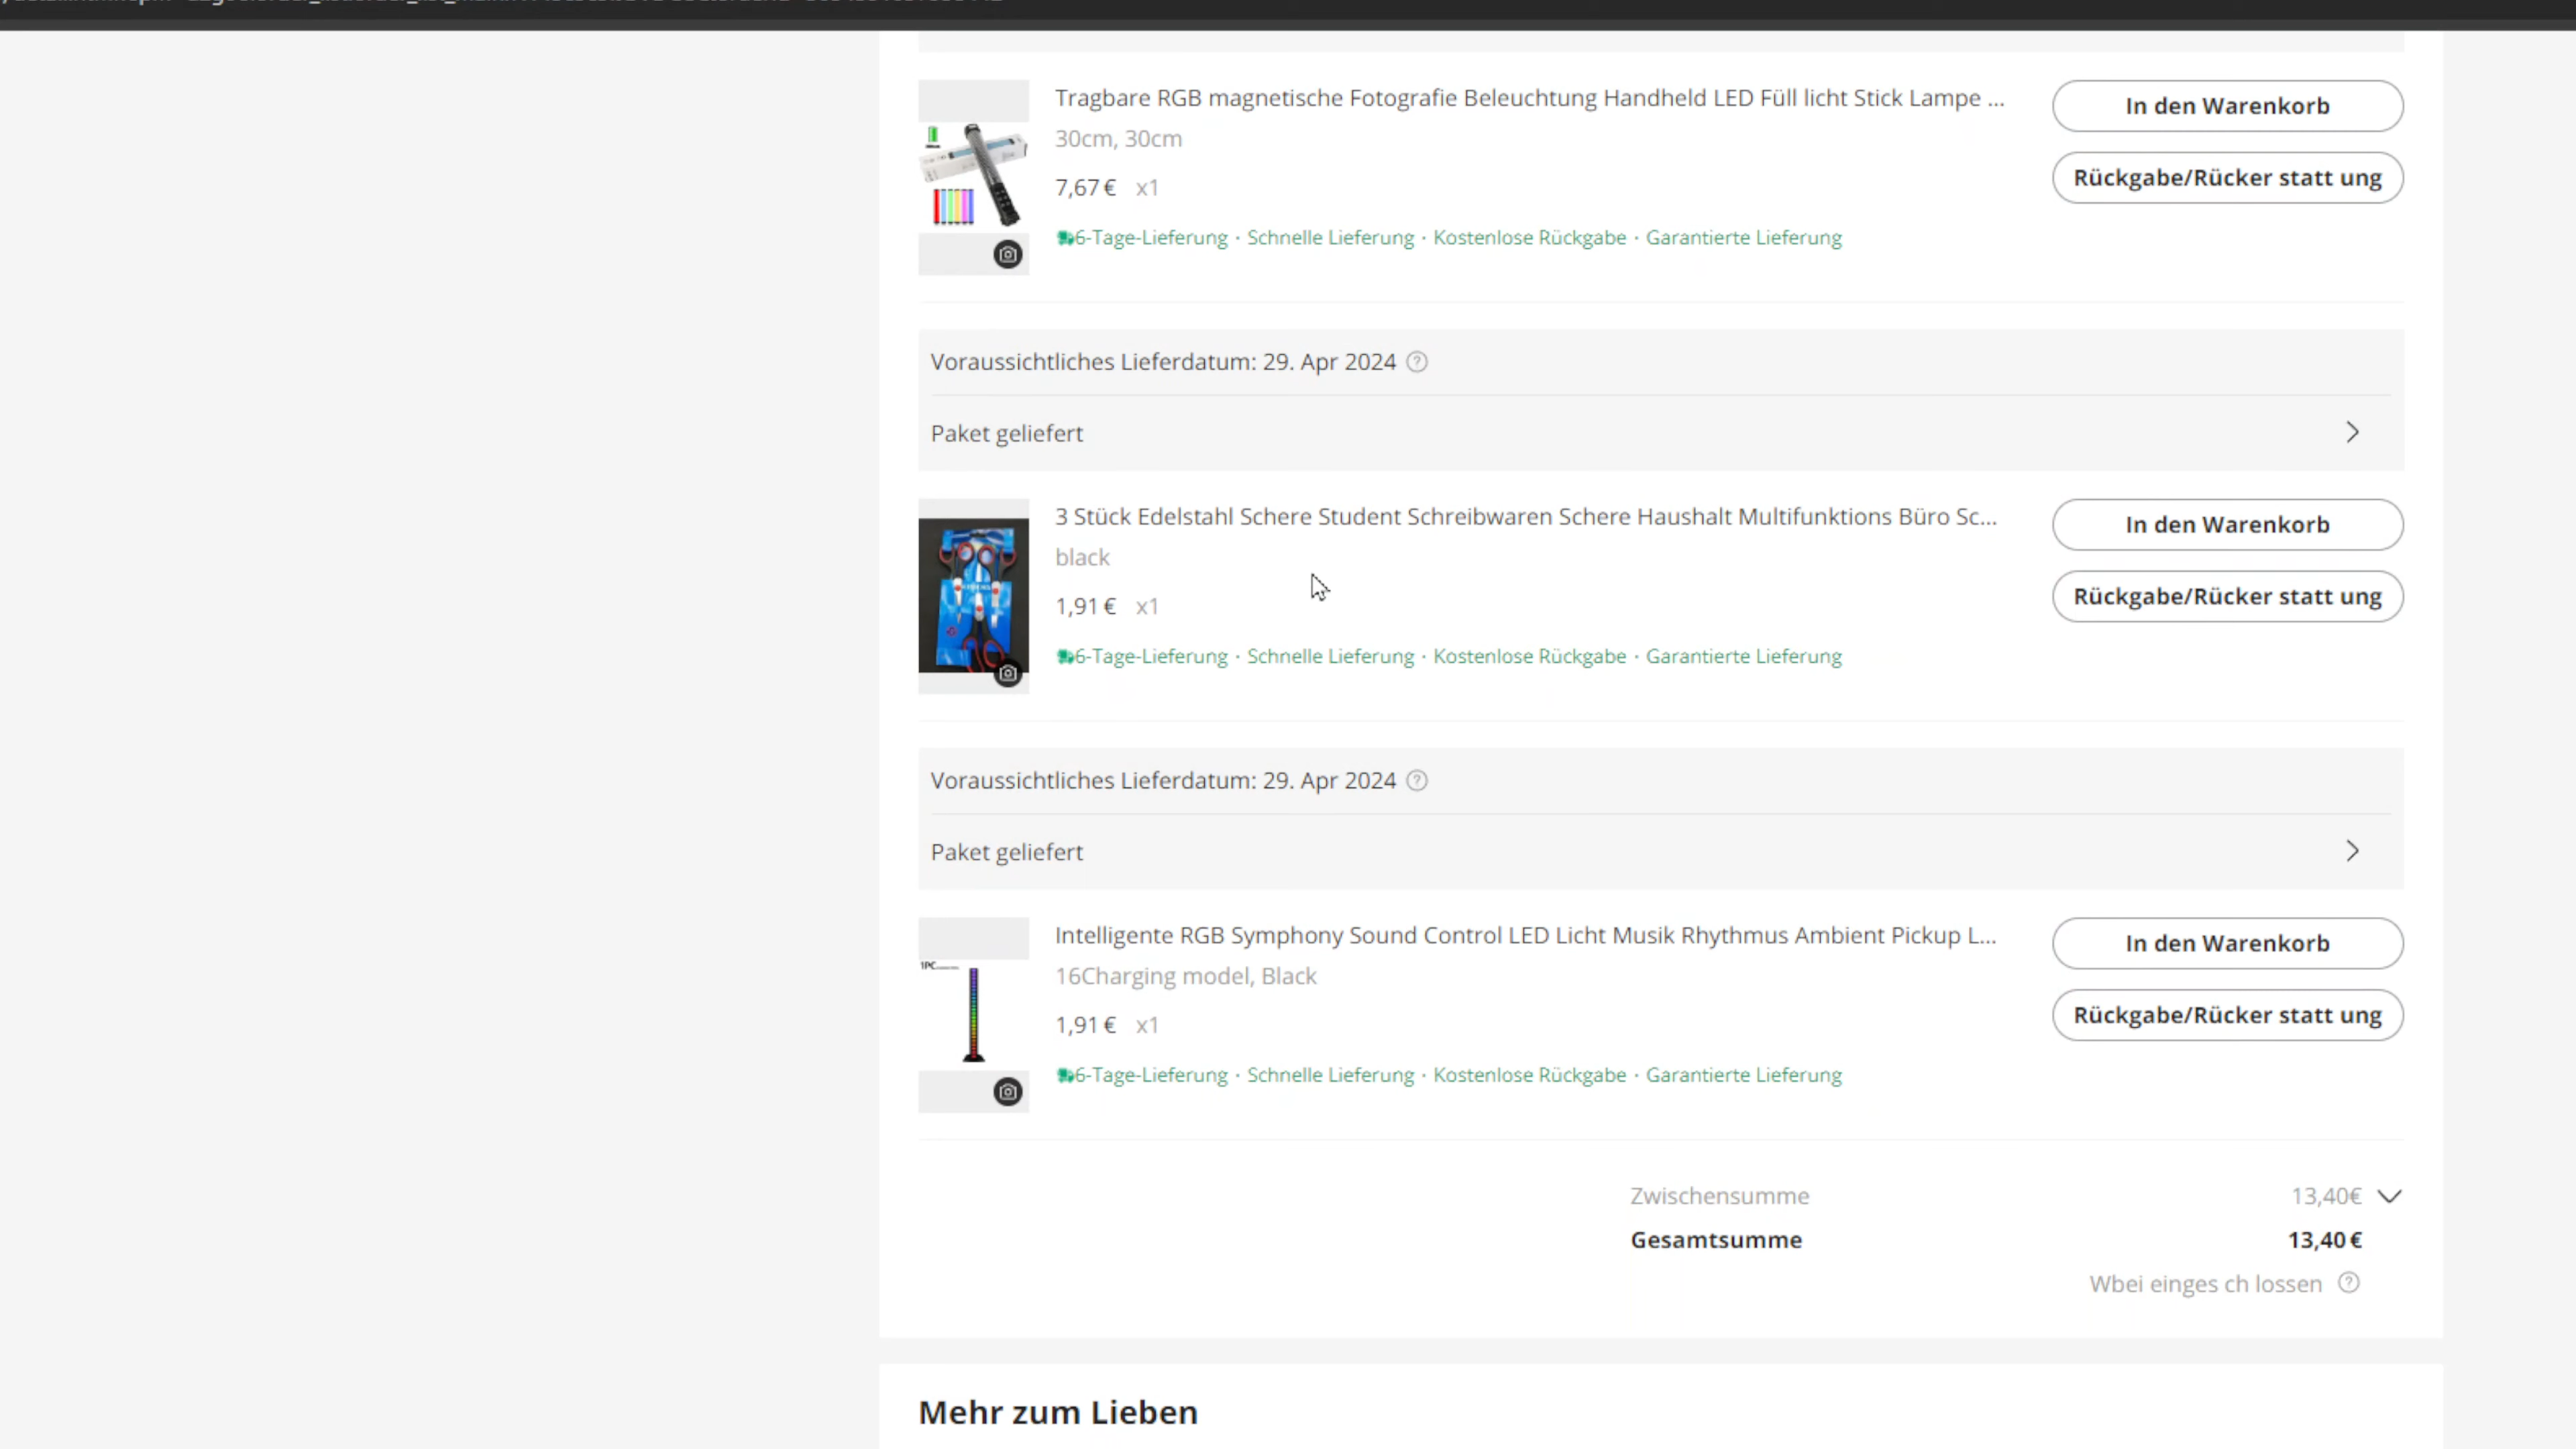 Tragbare RGB magnetische Fotografie Beleuchtung Handheld LED Füll licht Stick Lampe ...
30cm, 30cm
7,67 € x1
6-Tage-Lieferung · Schnelle Lieferung · Kostenlose Rückgabe · Garantierte Lieferung
In den Warenkorb
Rückgabe/Rücker statt ung
Voraussichtliches Lieferdatum: 29. Apr 2024 ?
Paket geliefert
3 Stück Edelstahl Schere Student Schreibwaren Schere Haushalt Multifunktions Büro Sc...
black
1,91 € x1
6-Tage-Lieferung · Schnelle Lieferung · Kostenlose Rückgabe · Garantierte Lieferung
In den Warenkorb
Rückgabe/Rücker statt ung
Voraussichtliches Lieferdatum: 29. Apr 2024 ?
Paket geliefert
1PC
Intelligente RGB Symphony Sound Control LED Licht Musik Rhythmus Ambient Pickup L...
16Charging model, Black
1,91 € x1
6-Tage-Lieferung · Schnelle Lieferung · Kostenlose Rückgabe · Garantierte Lieferung
In den Warenkorb
Rückgabe/Rücker statt ung
Zwischensumme 13,40€
Gesamtsumme 13,40 €
Wbei einges ch lossen ?
Mehr zum Lieben